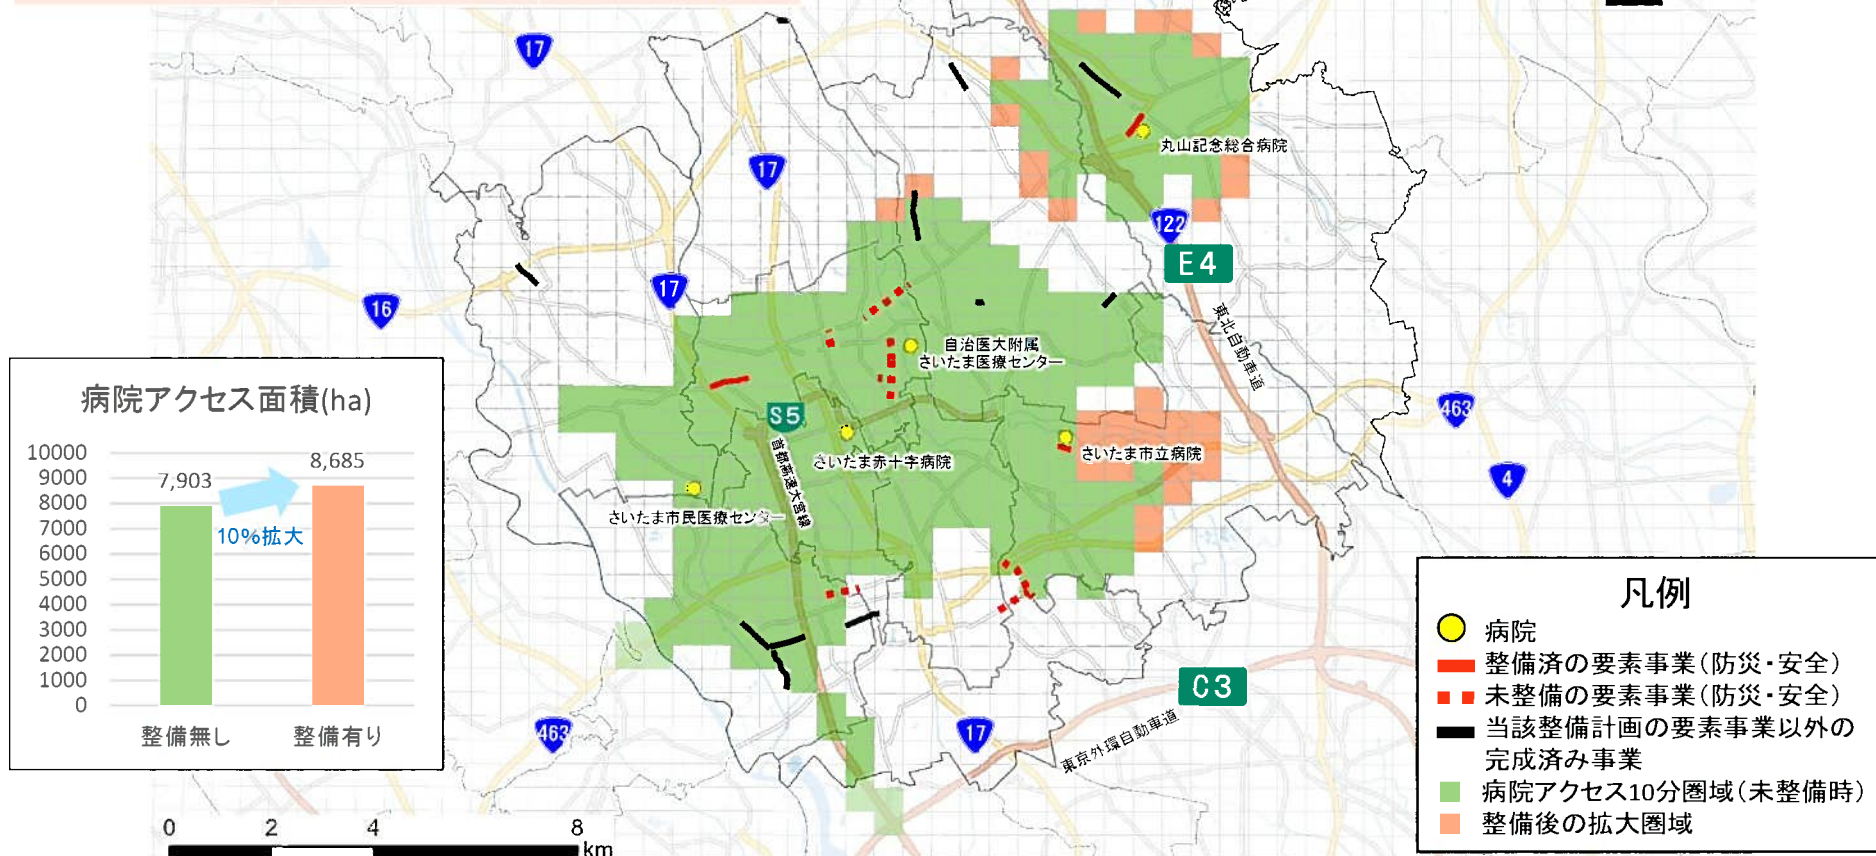 17
17
丸山記念総合病院
122
E4
17
16
東北自動車道
自治医大附属
さいたま医療センター
463
S5
首都高速大宮線
さいたま赤十字病院
さいたま市立病院
4
さいたま市民医療センター
病院アクセス面積(ha)
10000
9000
8000
7000
6000
5000
4000
3000
2000
1000
0
7,903
8,685
10%拡大
整備無し
整備有り
C3
463
17
東京外環自動車道
0
2
4
8
km
凡例
病院
整備済の要素事業(防災・安全)
未整備の要素事業(防災・安全)
当該整備計画の要素事業以外の
完成済み事業
病院アクセス10分圏域(未整備時)
整備後の拡大圏域